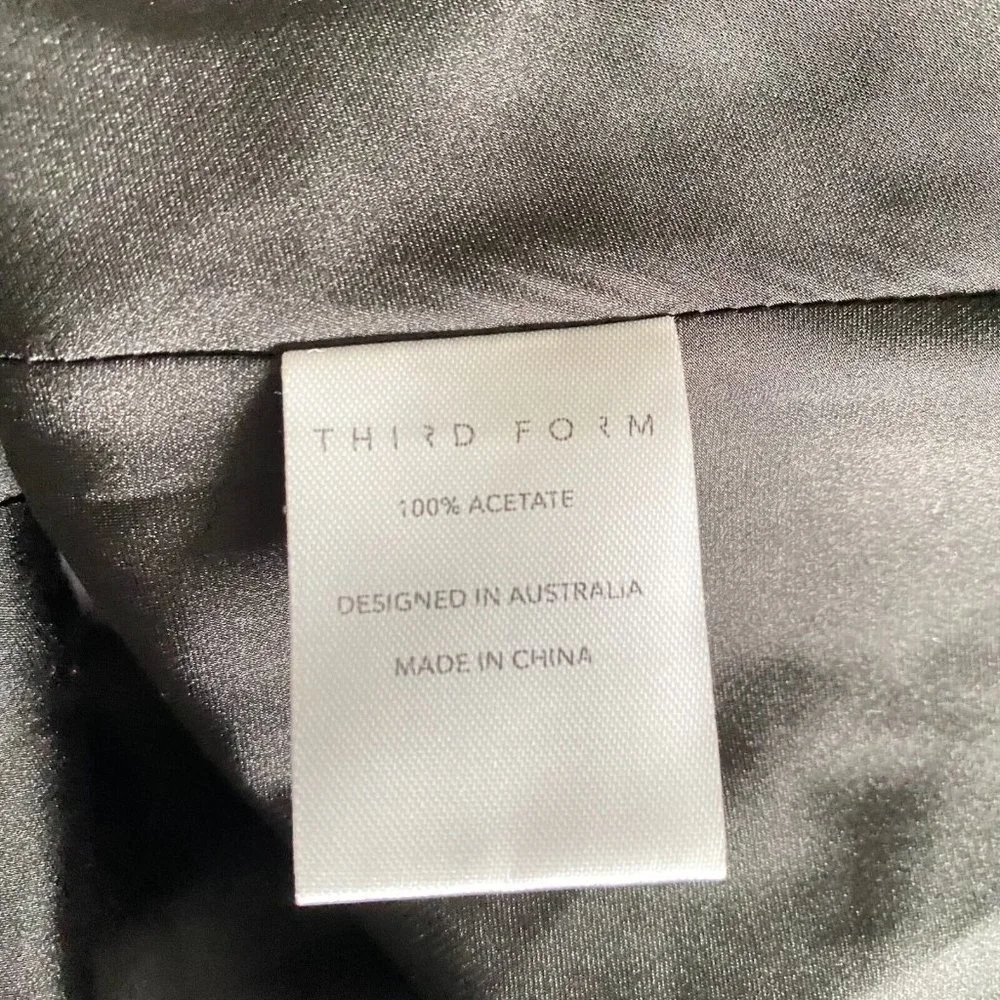 THIRD FORM
100% ACETATE
DESIGNED IN AUSTRALIA
MADE IN CHINA